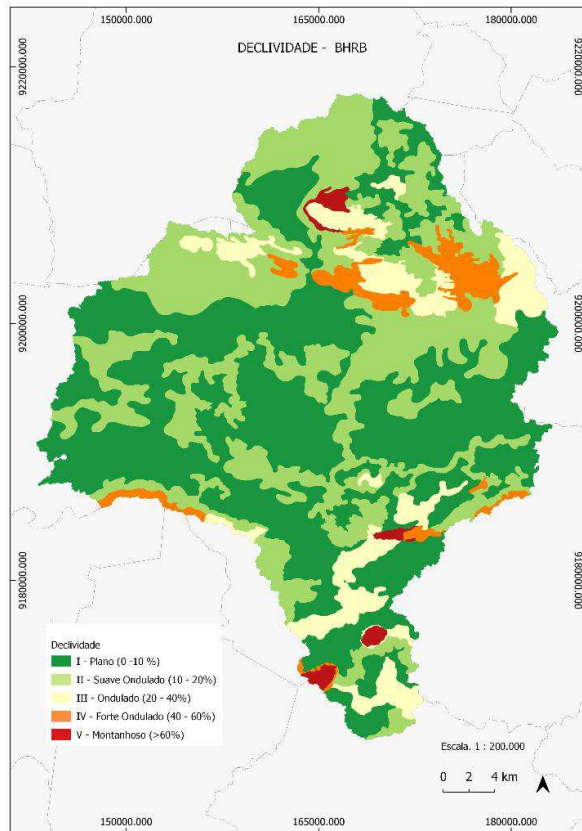 150000.000 165000.000 180000.000
DECLIVIDADE - BHRB
9220000.000
9220000.000
9200000.000
9200000.000
9180000.000
9180000.000
Declividade
I - Plano (0 -10 %)
II - Suave Ondulado (10 - 20%)
III - Ondulado (20 - 40%)
IV - Forte Ondulado (40 - 60%)
V - Montanhoso (>60%)
Escala. 1 : 200.000
0 2 4 km
150000.000 165000.000 180000.000